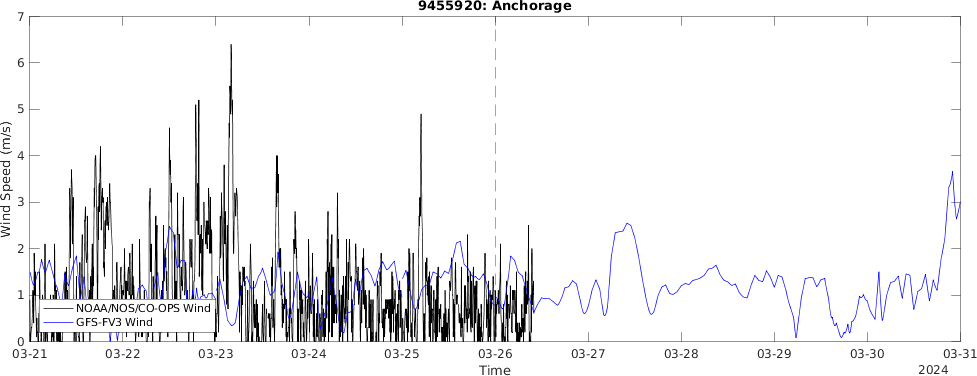 9455920: Anchorage
7
6
5
4
3
2
1
0
Wind Speed (m/s)
NOAA/NOS/CO-OPS Wind
GFS-FV3 Wind
03-21 03-22 03-23 03-24 03-25 03-26 03-27 03-28 03-29 03-30 03-31
Time
2024